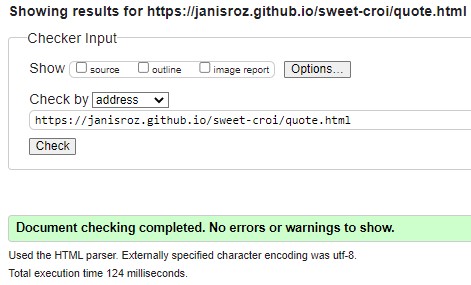 Showing results for https://janisroz.github.io/sweet-croi/quote.html
Checker Input
Show source outline image report Options...
Check by address
https://janisroz.github.io/sweet-croi/quote.html
Check
Document checking completed. No errors or warnings to show.
Used the HTML parser. Externally specified character encoding was utf-8.
Total execution time 124 milliseconds.